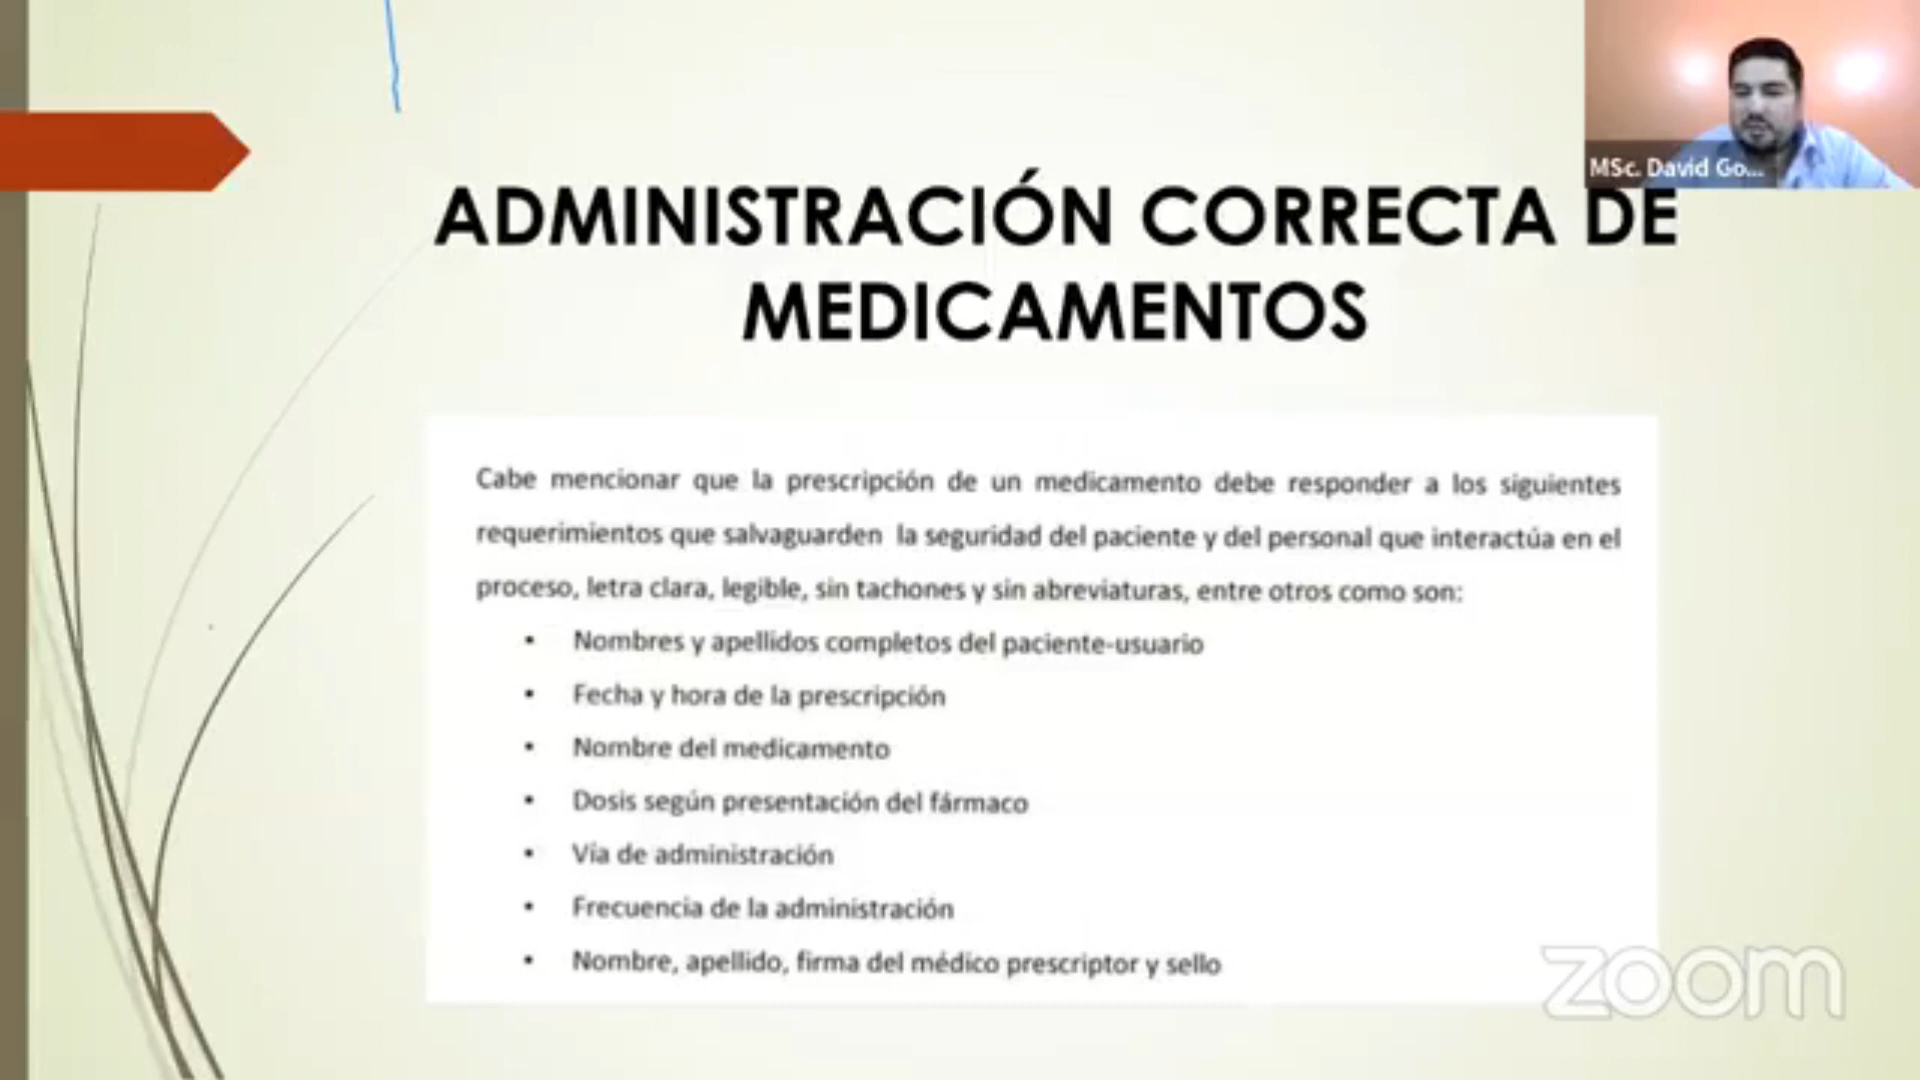 MSc. David Go...
ADMINISTRACIÓN CORRECTA DE
MEDICAMENTOS
Cabe mencionar que la prescripción de un medicamento debe responder a los siguientes
requerimientos que salvaguarden la seguridad del paciente y del personal que interactúa en el
proceso, letra clara, legible, sin tachones y sin abreviaturas, entre otros como son:
• Nombres y apellidos completos del paciente-usuario
• Fecha y hora de la prescripción
• Nombre del medicamento
• Dosis según presentación del fármaco
• Vía de administración
• Frecuencia de la administración
• Nombre, apellido, firma del médico prescriptor y sello
zoom